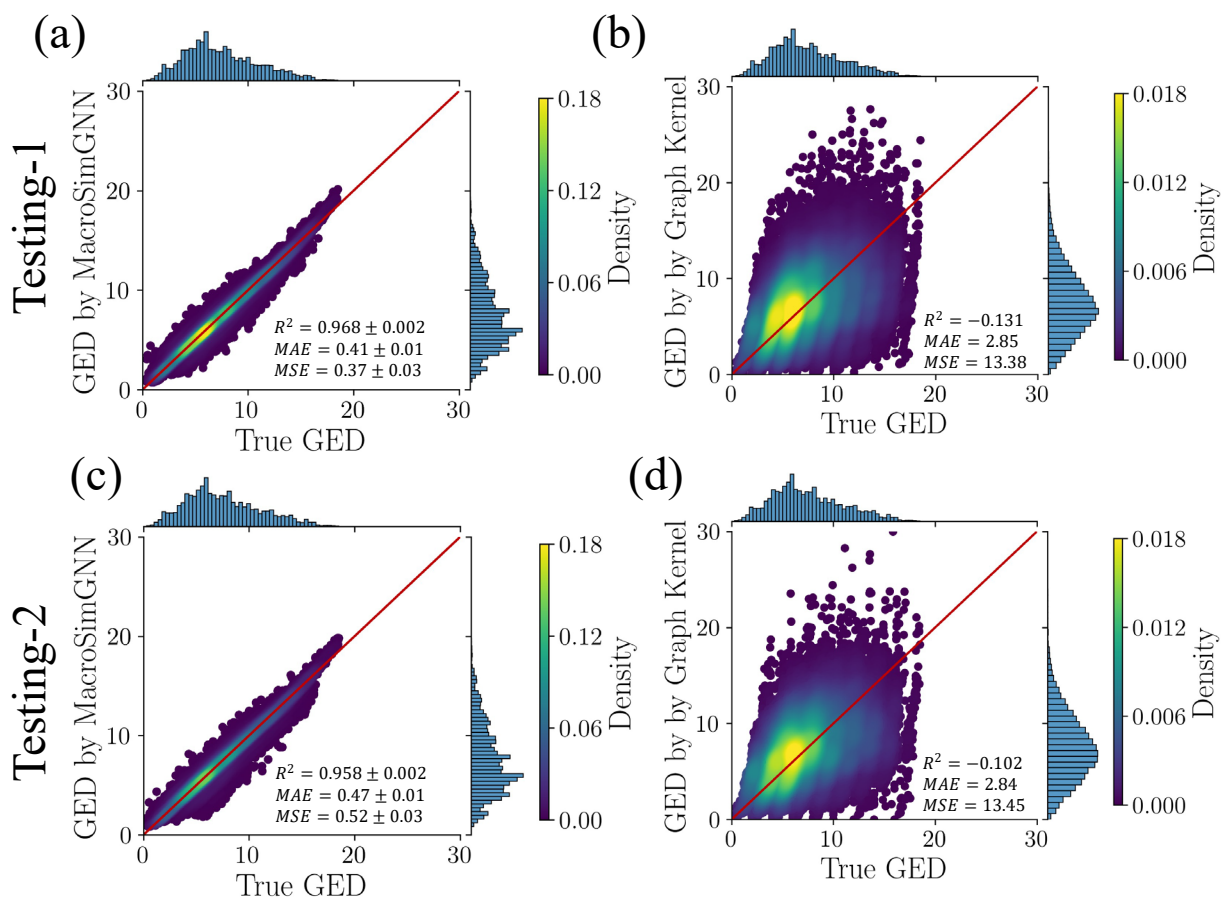 (a)
(b)
Testing-1
GED by MacroSimGNN
30
20
10
0
0
10
20
30
True GED
R² = 0.968 ± 0.002
MAE = 0.41 ± 0.01
MSE = 0.37 ± 0.03
0.18
0.12
0.06
0.00
Density
GED by by Graph Kernel
30
20
10
0
0
10
20
30
True GED
R² = −0.131
MAE = 2.85
MSE = 13.38
0.018
0.012
0.006
0.000
Density
(c)
(d)
Testing-2
GED by MacroSimGNN
30
20
10
0
0
10
20
30
True GED
R² = 0.958 ± 0.002
MAE = 0.47 ± 0.01
MSE = 0.52 ± 0.03
0.18
0.12
0.06
0.00
Density
GED by by Graph Kernel
30
20
10
0
0
10
20
30
True GED
R² = −0.102
MAE = 2.84
MSE = 13.45
0.018
0.012
0.006
0.000
Density